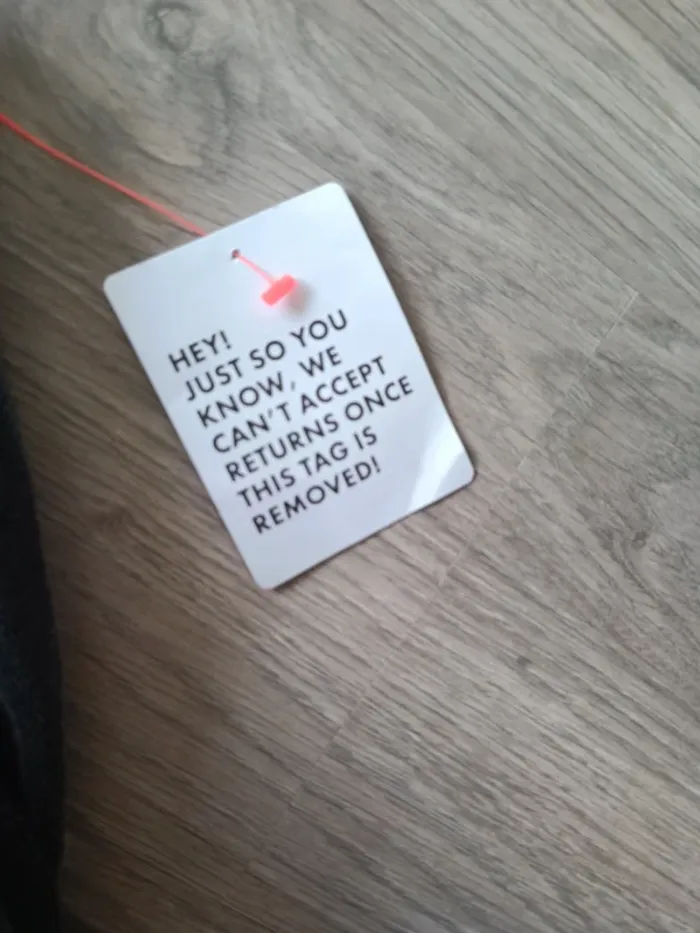 HEY!
JUST SO YOU
KNOW, WE
CAN'T ACCEPT
RETURNS ONCE
THIS TAG IS
REMOVED!